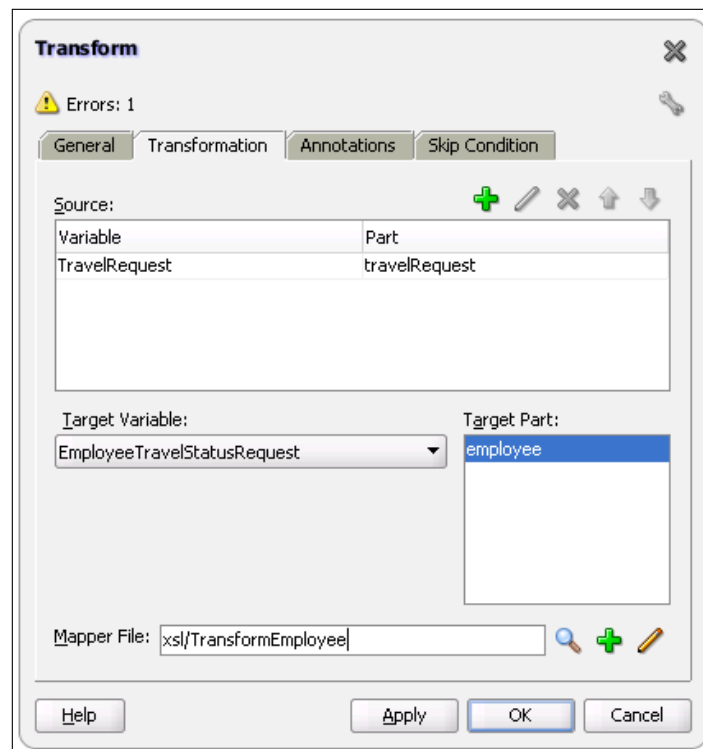 Transform
Errors: 1
General Transformation Annotations Skip Condition
Source:
Variable Part
TravelRequest travelRequest
Target Variable: Target Part:
EmployeeTravelStatusRequest employee
Mapper File: xsl/TransformEmployee
Help Apply OK Cancel